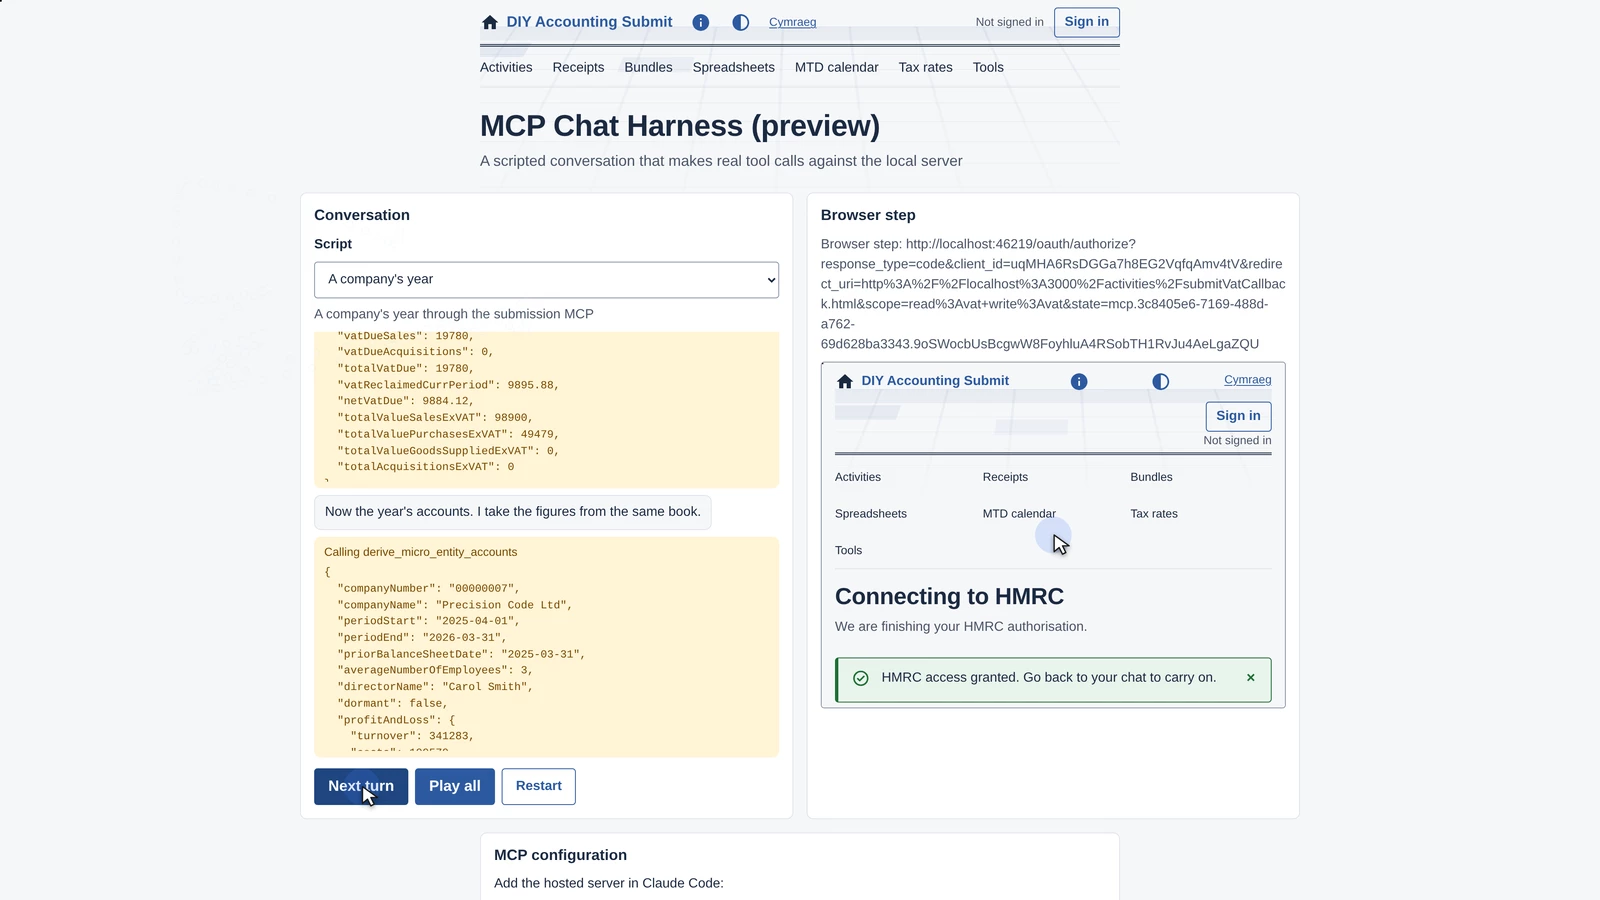 DIY Accounting Submit
Cymraeg
Not signed in
Sign in
Activities
Receipts
Bundles
Spreadsheets
MTD calendar
Tax rates
Tools
MCP Chat Harness (preview)
A scripted conversation that makes real tool calls against the local server
Conversation
Script
A company's year
A company's year through the submission MCP
"vatDueSales": 19780,
"vatDueAcquisitions": 0,
"totalVatDue": 19780,
"vatReclaimedCurrPeriod": 9895.88,
"netVatDue": 9884.12,
"totalValueSalesExVAT": 98900,
"totalValuePurchasesExVAT": 49479,
"totalValueGoodsSuppliedExVAT": 0,
"totalAcquisitionsExVAT": 0
Now the year's accounts. I take the figures from the same book.
Calling derive_micro_entity_accounts
{
"companyNumber": "00000007",
"companyName": "Precision Code Ltd",
"periodStart": "2025-04-01",
"periodEnd": "2026-03-31",
"priorBalanceSheetDate": "2025-03-31",
"averageNumberOfEmployees": 3,
"directorName": "Carol Smith",
"dormant": false,
"profitAndLoss": {
"turnover": 341283,
Next turn
Play all
Restart
Browser step
Browser step: http://localhost:46219/oauth/authorize?
response_type=code&client_id=uqMHA6RsDGGa7h8EG2VqfqAmv4tV&redire
ct_uri=http%3A%2F%2Flocalhost%3A3000%2Factivities%2FsubmitVatCallbac
k.html&scope=read%3Avat+write%3Avat&state=mcp.3c8405e6-7169-488d-
a762-
69d628ba3343.9oSWocbUsBcgwW8FoyhluA4RSobTH1RvJu4AeLgaZQU
DIY Accounting Submit
Cymraeg
Sign in
Not signed in
Activities
Receipts
Bundles
Spreadsheets
MTD calendar
Tax rates
Tools
Connecting to HMRC
We are finishing your HMRC authorisation.
HMRC access granted. Go back to your chat to carry on.
MCP configuration
Add the hosted server in Claude Code: